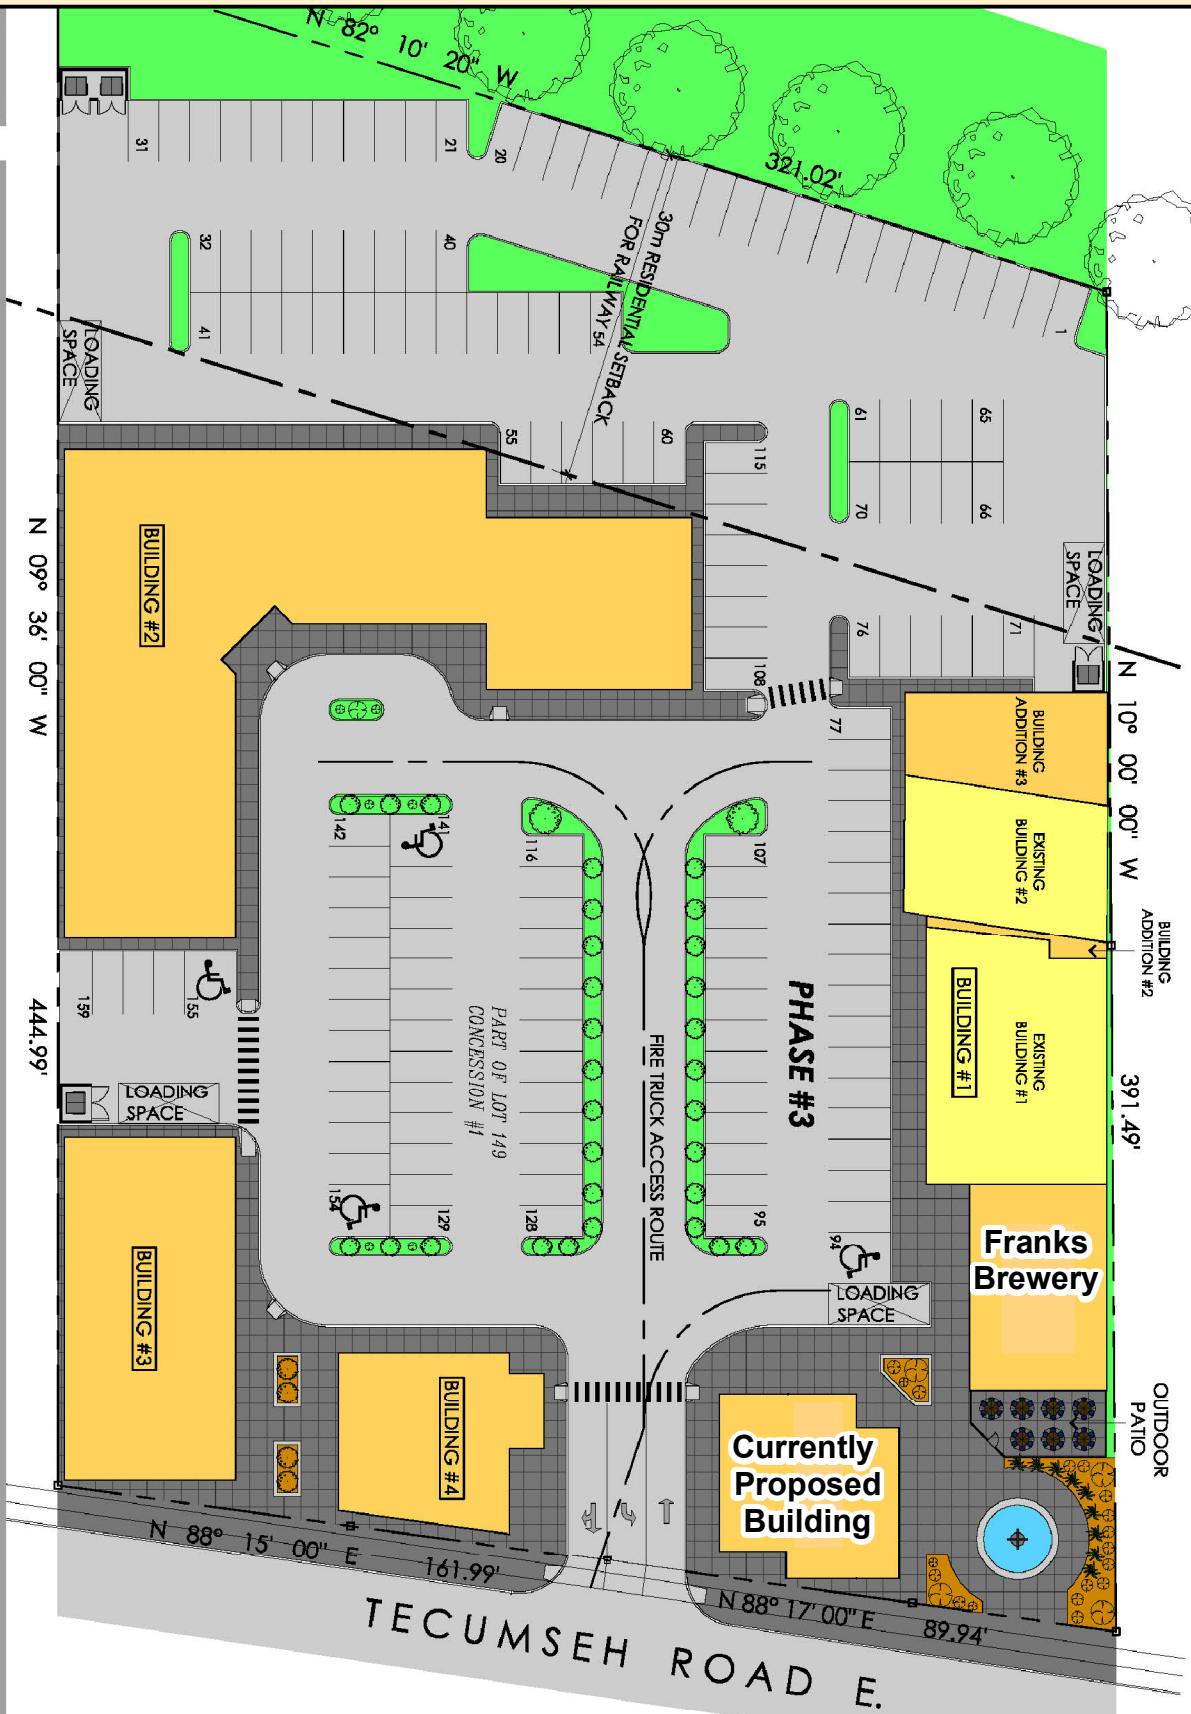 N 82° 10' 20" W
321.02'
31
21
20
30m RESIDENTIAL SETBACK
FOR RAILWAY
32
40
41
54
1
LOADING
SPACE
55
60
61
65
115
70
66
LOADING
SPACE
76
71
108
77
BUILDING #2
N 09° 36' 00" W
444.99'
N 10° 00' 00" W
391.49'
BUILDING
ADDITION #3
EXISTING
BUILDING #2
BUILDING
ADDITION #2
BUILDING #1
EXISTING
BUILDING #1
142
141
116
107
PHASE #3
PART OF LOT 149
CONCESSION #1
FIRE TRUCK ACCESS ROUTE
159
155
LOADING
SPACE
154
129
128
95
94
LOADING
SPACE
Franks
Brewery
BUILDING #3
BUILDING #4
Currently
Proposed
Building
OUTDOOR
PATIO
N 88° 15' 00" E
161.99'
N 88° 17' 00" E
89.94'
TECUMSEH ROAD E.